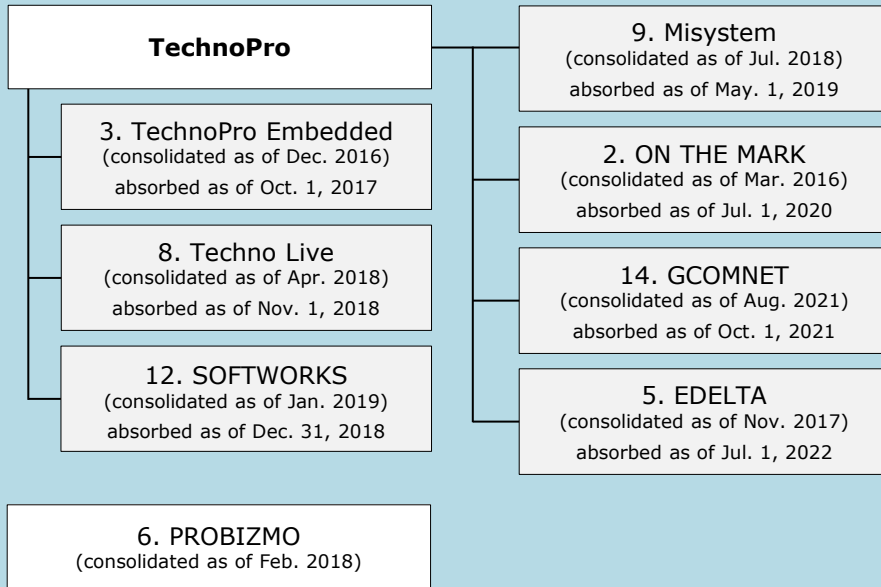 TechnoPro
3. TechnoPro Embedded
(consolidated as of Dec. 2016)
absorbed as of Oct. 1, 2017
8. Techno Live
(consolidated as of Apr. 2018)
absorbed as of Nov. 1, 2018
12. SOFTWORKS
(consolidated as of Jan. 2019)
absorbed as of Dec. 31, 2018
9. Misystem
(consolidated as of Jul. 2018)
absorbed as of May. 1, 2019
2. ON THE MARK
(consolidated as of Mar. 2016)
absorbed as of Jul. 1, 2020
14. GCOMNET
(consolidated as of Aug. 2021)
absorbed as of Oct. 1, 2021
5. EDELTA
(consolidated as of Nov. 2017)
absorbed as of Jul. 1, 2022
6. PROBIZMO
(consolidated as of Feb. 2018)